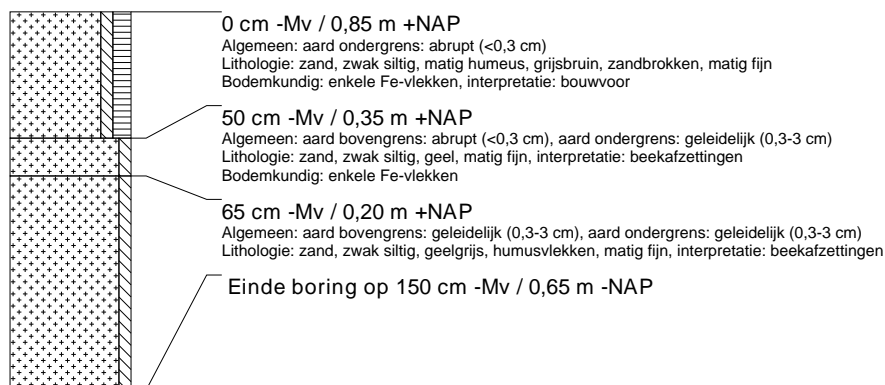 0 cm -Mv / 0,85 m +NAP
Algemeen: aard ondergrens: abrupt (<0,3 cm)
Lithologie: zand, zwak siltig, matig humeus, grijsbruin, zandbrokken, matig fijn
Bodemkundig: enkele Fe-vlekken, interpretatie: bouwvoor
50 cm -Mv / 0,35 m +NAP
Algemeen: aard bovengrens: abrupt (<0,3 cm), aard ondergrens: geleidelijk (0,3-3 cm)
Lithologie: zand, zwak siltig, geel, matig fijn, interpretatie: beekafzettingen
Bodemkundig: enkele Fe-vlekken
65 cm -Mv / 0,20 m +NAP
Algemeen: aard bovengrens: geleidelijk (0,3-3 cm), aard ondergrens: geleidelijk (0,3-3 cm)
Lithologie: zand, zwak siltig, geelgrijs, humusvlekken, matig fijn, interpretatie: beekafzettingen
Einde boring op 150 cm -Mv / 0,65 m -NAP